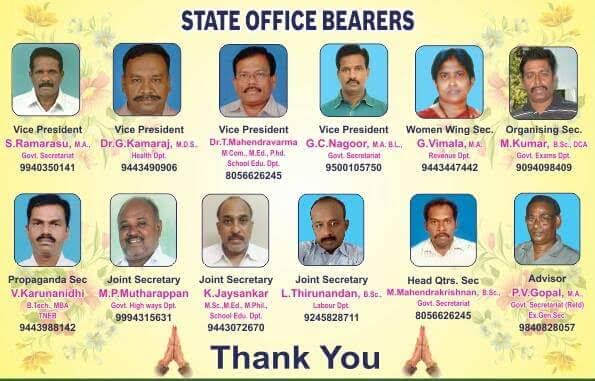 STATE OFFICE BEARERS
Vice President
S.Ramarasu, M.A.,
Govt. Secretariat
9940350141
Vice President
Dr.G.Kamaraj, M.D.S.,
Health Dpt.
9443490906
Vice President
Dr.T.Mahendravarma
M.Com., M.Ed., P.hd.
School Edu. Dpt.
8056626245
Vice President
G.C.Nagoor, M.A. B.L.,
Govt. Secretariat
9500105750
Women Wing Sec.
G.Vimala, M.A.
Revenue Dpt.
9443447442
Organising Sec.
M.Kumar, B.Sc., DCA
Govt. Exams Dpt.
9094098409
Propaganda Sec
V.Karunanidhi
B.Tech., MBA
TNEB
9443988142
Joint Secretary
M.P.Mutharappan
Govt. High ways Dpt.
9994315631
Joint Secretary
K.Jaysankar
M.Sc.,M.Ed., M.Phil.,
School Edu. Dpt.
9443072670
Joint Secretary
L.Thirunandan, B.Sc.,
Labour Dpt.
9245828711
Head Qtrs. Sec
M.Mahendrakrishnan, B.Sc.,
Govt. Secretariat
8056626245
Advisor
P.V.Gopal, M.A.,
Govt. Secretariat (Retd)
Ex.Gen.Sec
9840828057
Thank You